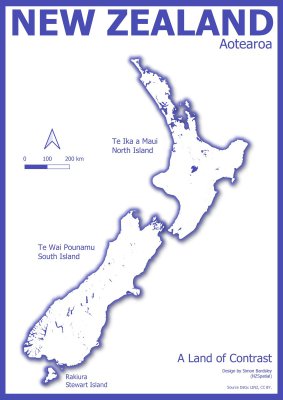 NEW ZEALAND
Aotearoa
Te Ika a Maui
North Island
0 100 200 km
Te Wai Pounamu
South Island
Rakiura
Stewart Island
A Land of Contrast
Design by Simon Bardsley
(NZSpatial)
Source Data: LINZ, CC BY.